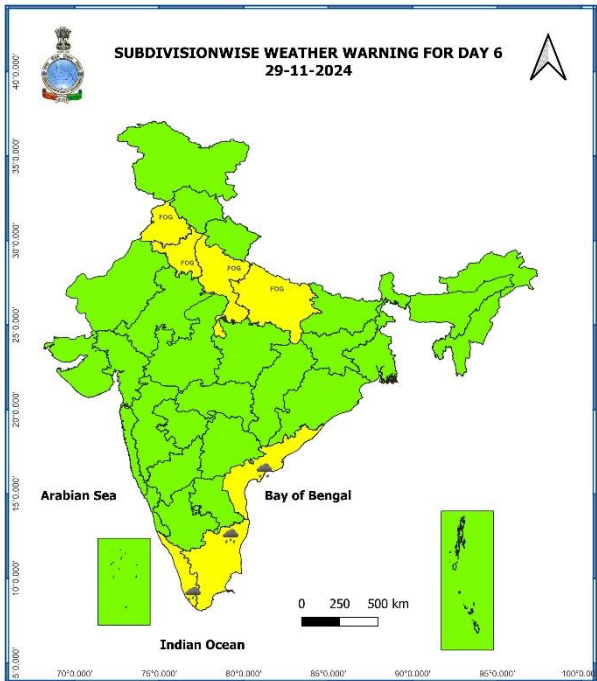 SUBDIVISIONWISE WEATHER WARNING FOR DAY 6
29-11-2024
40°0.000'
35°0.000'
30°0.000'
25°0.000'
20°0.000'
15°0.000'
10°0.000'
5°0.000'
FOG
FOG
FOG
FOG
Arabian Sea
Bay of Bengal
0 250 500 km
Indian Ocean
70°0.000' 75°0.000' 80°0.000' 85°0.000' 90°0.000' 95°0.000' 100°0.0